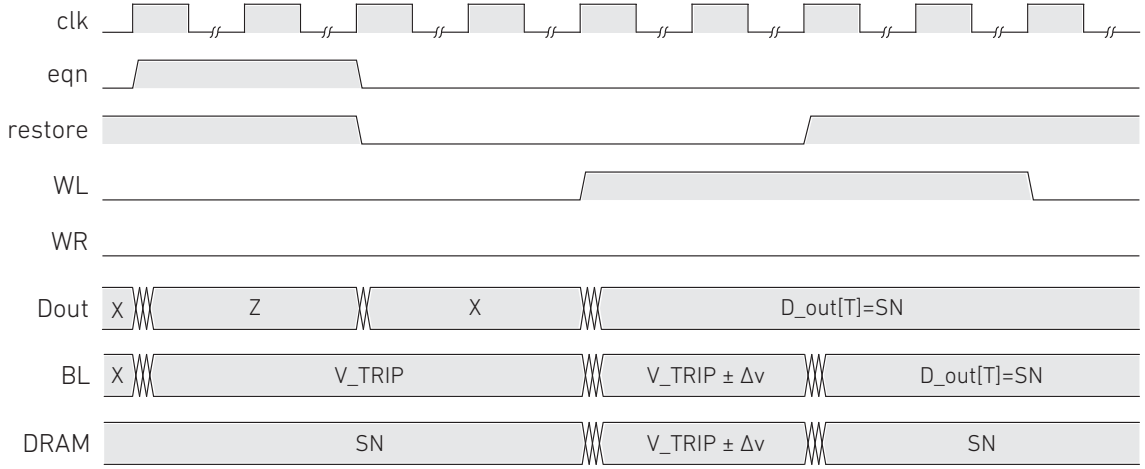 clk
eqn
restore
WL
WR
Dout X Z X D_out[T]=SN
BL X V_TRIP V_TRIP ± Δv D_out[T]=SN
DRAM SN V_TRIP ± Δv SN